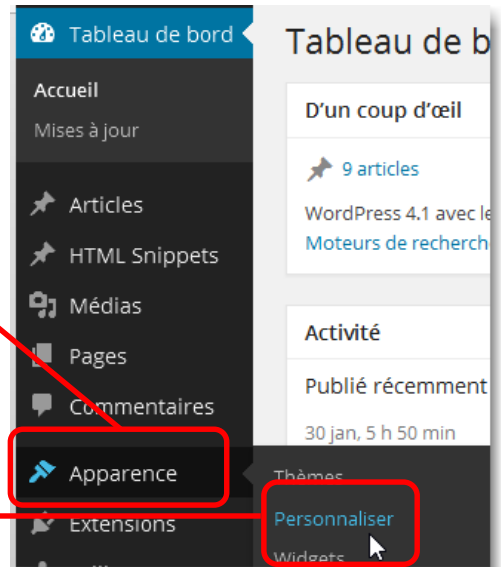 Tableau de bord
Accueil
Mises à jour
Articles
HTML Snippets
Médias
Pages
Commentaires
Apparence
Extensions
Thèmes
Personnaliser
Widgets
Tableau de b
D'un coup d'œil
9 articles
WordPress 4.1 avec le
Moteurs de recherch
Activité
Publié récemment
30 jan, 5 h 50 min